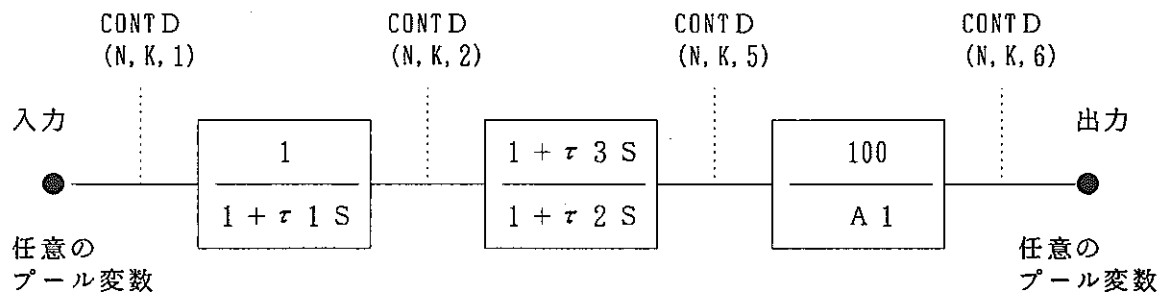 CONTD
(N, K, 1)
CONTD
(N, K, 2)
CONTD
(N, K, 5)
CONTD
(N, K, 6)
入力
出力
1
1 + τ 1 S
1 + τ 3 S
1 + τ 2 S
100
A 1
任意の
プール変数
任意の
プール変数